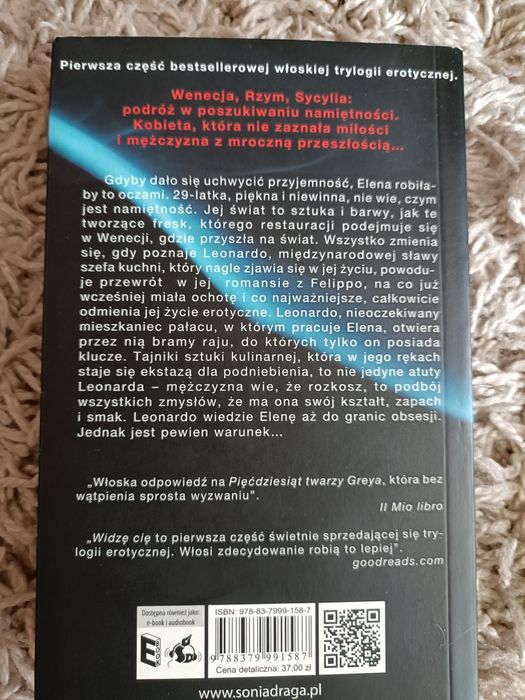 Pierwsza część bestsellerowej włoskiej trylogii erotycznej.
Wenecja, Rzym, Sycylia:
podróż w poszukiwaniu namiętności.
Kobieta, która nie zaznała miłości
i mężczyzna z mroczną przeszłością...
Gdyby dało się uchwycić przyjemność, Elena robiła-
by to oczami. 29-latka, piękna i niewinna, nie wie, czym
jest namiętność. Jej świat to sztuka i barwy, jak te
tworzące fresk, którego restauracji podejmuje się
w Wenecji, gdzie przyszła na świat. Wszystko zmienia
się, gdy poznaje Leonardo, międzynarodowej sławy
szefa kuchni, który nagle zjawia się w jej życiu, powodu-
je przewrót w jej romansie z Felippo, na co już
wcześniej miała ochotę i co najważniejsze, całkowicie
odmienia jej życie erotyczne. Leonardo, nieoczekiwany
mieszkaniec pałacu, w którym pracuje Elena, otwiera
przez nią bramy raju, do których tylko on posiada
klucze. Tajniki sztuki kulinarnej, która w jego rękach
staje się ekstazą dla podniebienia, to nie jedyne atuty
Leonarda – mężczyzna wie, że rozkosz, to podbój
wszystkich zmysłów, że ma ona swój kształt, zapach
i smak. Leonardo wiedzie Elenę aż do granic obsesji.
Jednak jest pewien warunek...
„Włoska odpowiedź na Pięćdziesiąt twarzy Greya, która bez
wątpienia sprosta wyzwaniu”.
Il Mio libro
„Widzę cię to pierwsza część świetnie sprzedającej się try-
logii erotycznej. Włosi zdecydowanie robią to lepiej”.
goodreads.com
Dostępna również jako:
e-book i audiobook
ISBN: 978-83-7999-158-7
9 788379 991587
Cena detaliczna: 37,00 zł
www.soniadraga.pl